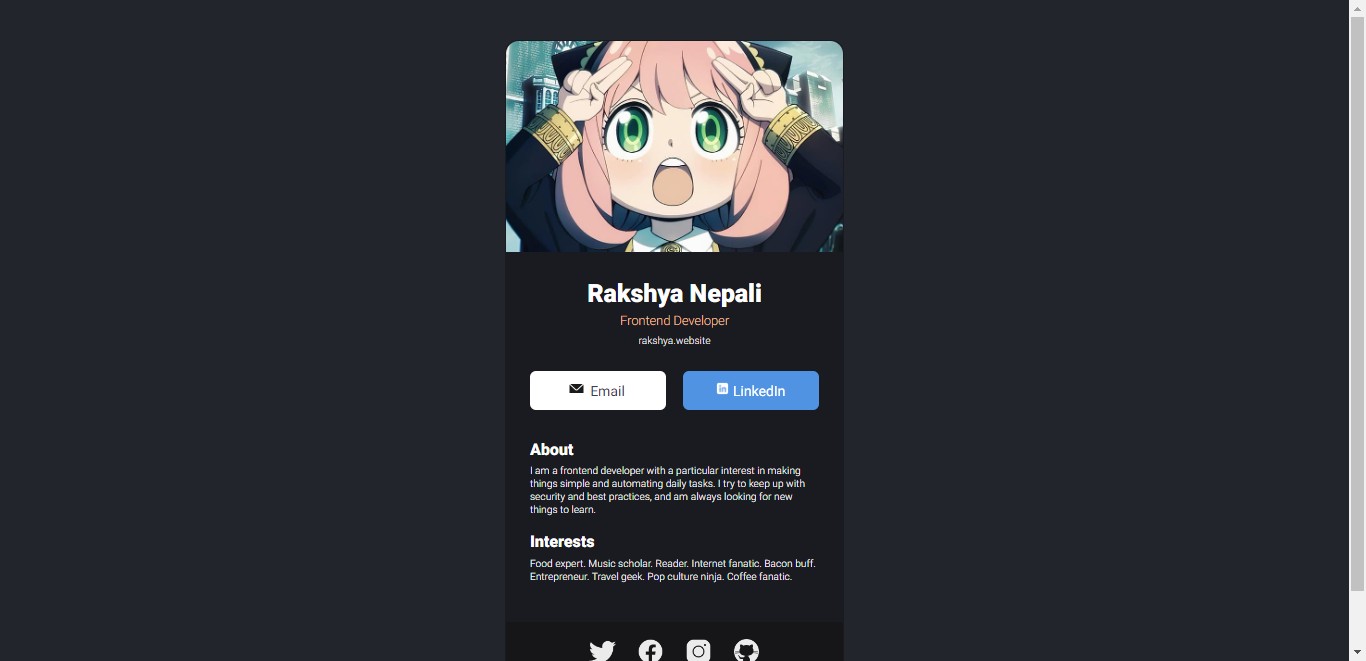 Rakshya Nepali
Frontend Developer
rakshya.website
Email
LinkedIn
About
I am a frontend developer with a particular interest in making
things simple and automating daily tasks. I try to keep up with
security and best practices, and am always looking for new
things to learn.
Interests
Food expert. Music scholar. Reader. Internet fanatic. Bacon buff.
Entrepreneur. Travel geek. Pop culture ninja. Coffee fanatic.